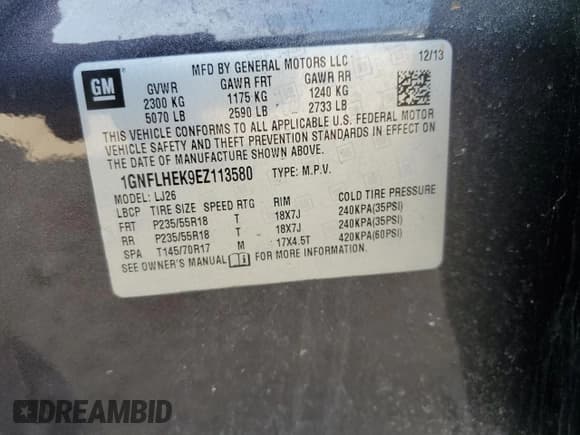 GM
MFD BY GENERAL MOTORS LLC
12/13
GVWR GAWR FRT GAWR RR
2300 KG 1175 KG 1240 KG
5070 LB 2590 LB 2733 LB
THIS VEHICLE CONFORMS TO ALL APPLICABLE U.S. FEDERAL MOTOR
VEHICLE SAFETY AND THEFT PREVENTION STANDARDS IN EFFECT ON THE
DATE OF MANUFACTURE SHOWN ABOVE.
1GNFLHEK9EZ113580 TYPE: M.P.V.
MODEL: LJ26
LBCP TIRE SIZE SPEED RTG RIM COLD TIRE PRESSURE
FRT P235/55R18 T 18X7J 240KPA(35PSI)
RR P235/55R18 T 18X7J 240KPA(35PSI)
SPA T145/70R17 M 17X4.5T 420KPA(60PSI)
SEE OWNER'S MANUAL FOR MORE INFORMATION.
DREAMBID